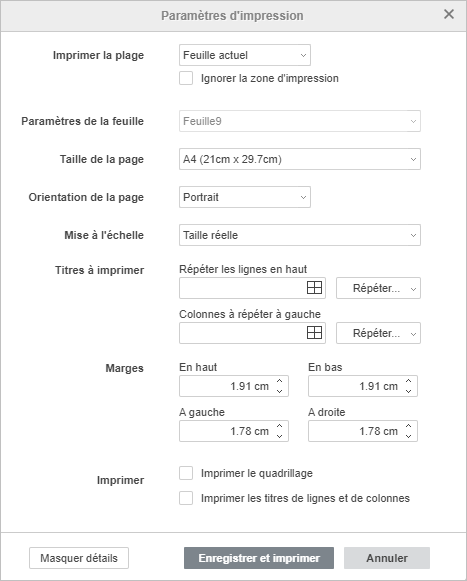 Paramètres d'impression
Imprimer la plage
Feuille actuel
Ignorer la zone d'impression
Paramètres de la feuille
Feuille9
Taille de la page
A4 (21cm x 29.7cm)
Orientation de la page
Portrait
Mise à l'échelle
Taille réelle
Titres à imprimer
Répéter les lignes en haut
Répéter...
Colonnes à répéter à gauche
Répéter...
Marges
En haut
En bas
1.91 cm
1.91 cm
A gauche
A droite
1.78 cm
1.78 cm
Imprimer
Imprimer le quadrillage
Imprimer les titres de lignes et de colonnes
Masquer détails
Enregistrer et imprimer
Annuler